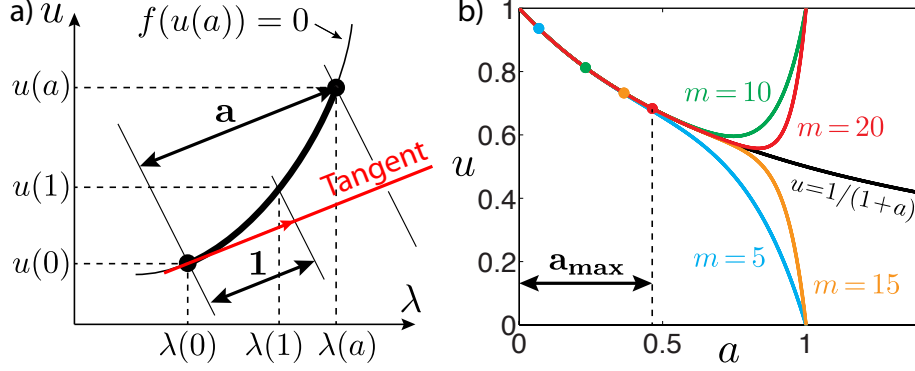 a)
u
f(u(a)) = 0
u(a)
a
u(1)
Tangent
u(0)
1
λ
λ(0) λ(1) λ(a)
b)
1
0.8
m = 10
m = 20
0.6
u
u=1/(1+a)
0.4
0.2
a_max
m = 5
m = 15
0
0 0.5 a 1